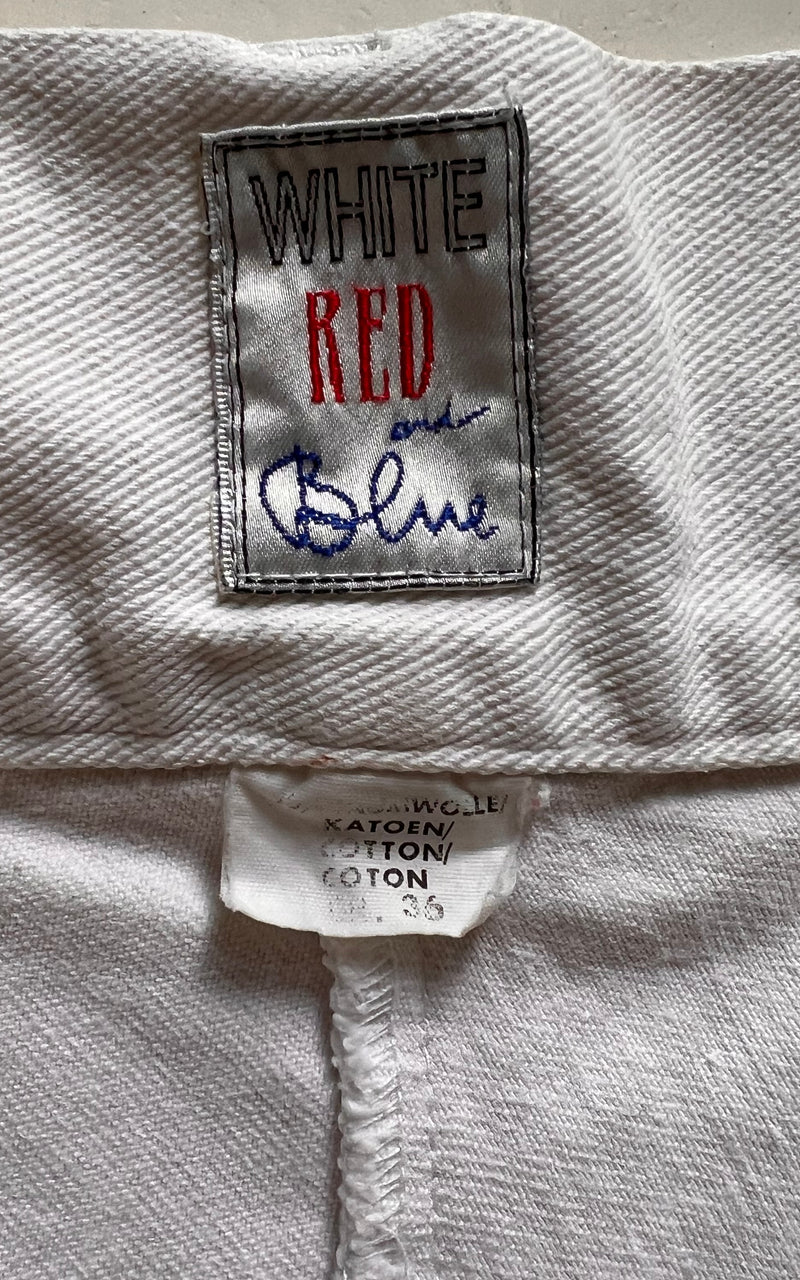 WHITE
RED
and
Blue
KATOEN/
COTTON/
COTON
36